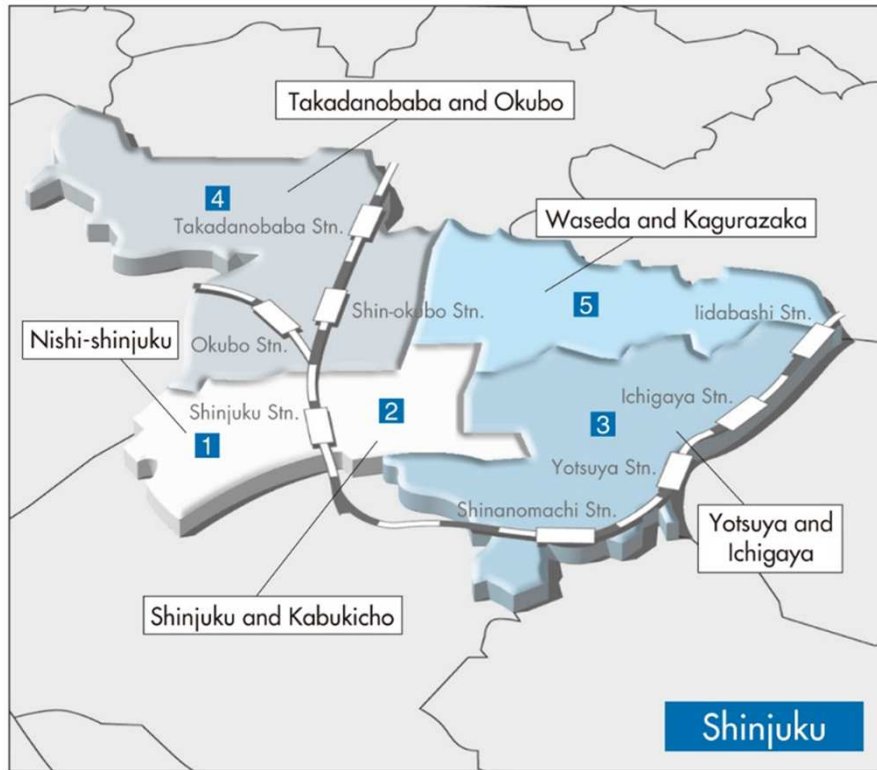 Takadanobaba and Okubo
4
Takadanobaba Stn.
Waseda and Kagurazaka
5
Shin-okubo Stn.
Iidabashi Stn.
Nishi-shinjuku
Okubo Stn.
Ichigaya Stn.
Shinjuku Stn.
2
1
3
Yotsuya Stn.
Shinanomachi Stn.
Yotsuya and
Ichigaya
Shinjuku and Kabukicho
Shinjuku